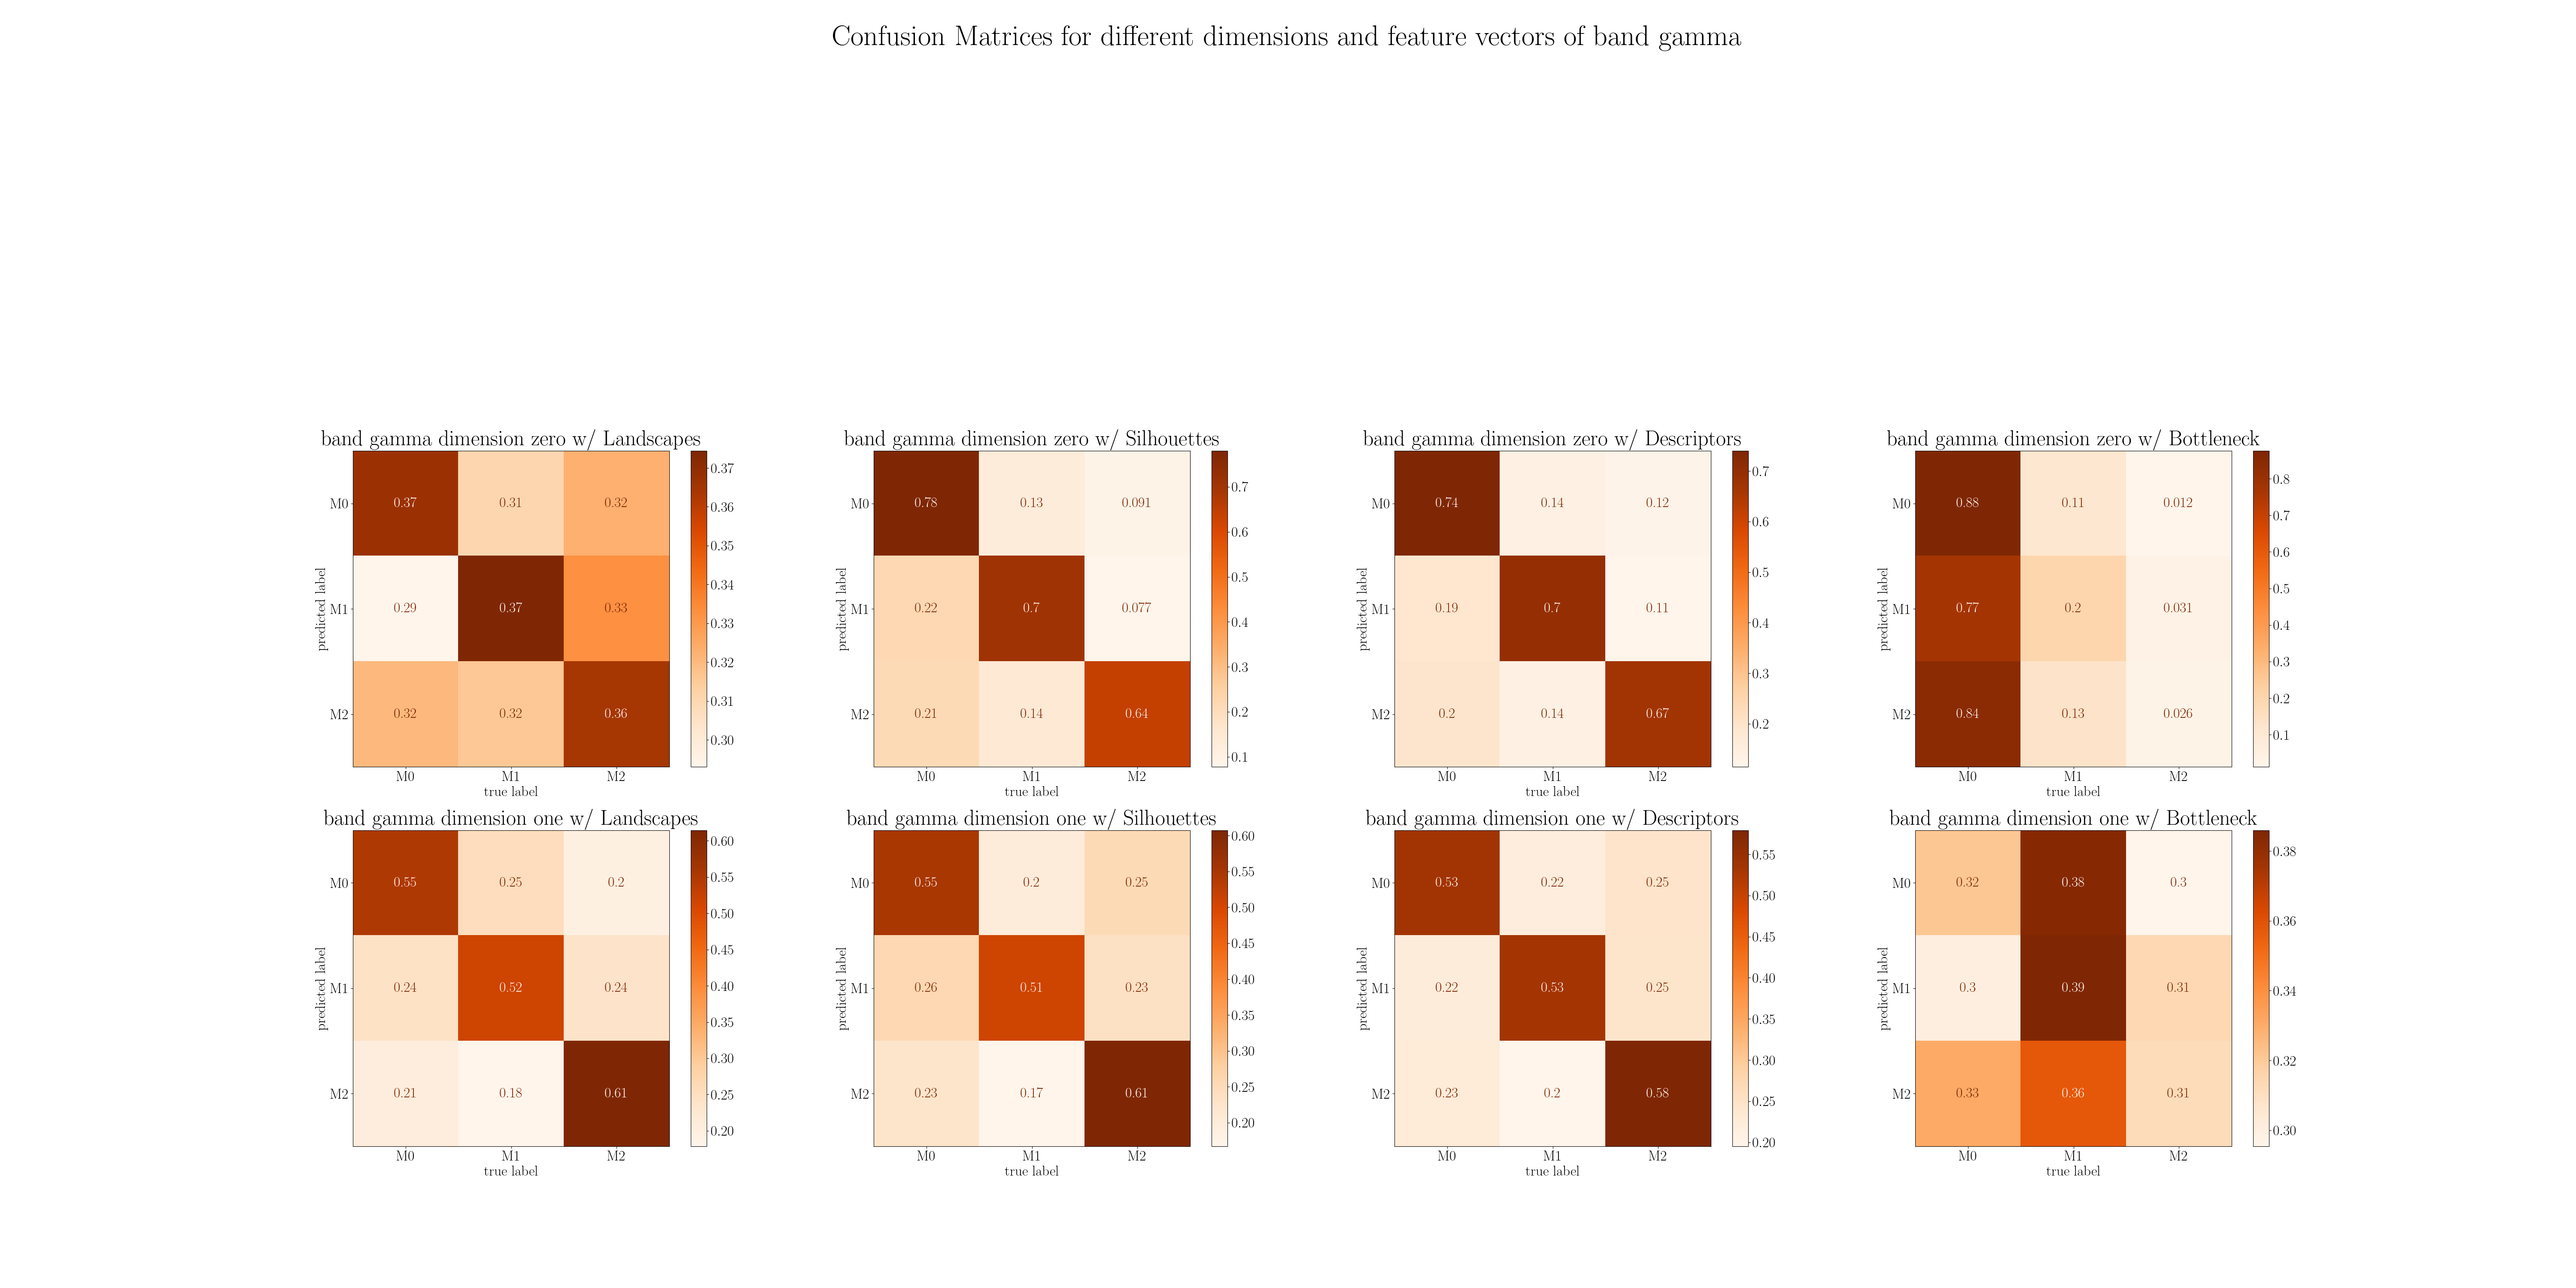 Confusion Matrices for different dimensions and feature vectors of band gamma
band gamma dimension zero w/ Landscapes
predicted label
M0 0.37 0.31 0.32
M1 0.29 0.37 0.33
M2 0.32 0.32 0.36
M0 M1 M2
true label
0.37
0.36
0.35
0.34
0.33
0.32
0.31
0.30
band gamma dimension zero w/ Silhouettes
predicted label
M0 0.78 0.13 0.091
M1 0.22 0.7 0.077
M2 0.21 0.14 0.64
M0 M1 M2
true label
0.7
0.6
0.5
0.4
0.3
0.2
0.1
band gamma dimension zero w/ Descriptors
predicted label
M0 0.74 0.14 0.12
M1 0.19 0.7 0.11
M2 0.2 0.14 0.67
M0 M1 M2
true label
0.7
0.6
0.5
0.4
0.3
0.2
band gamma dimension zero w/ Bottleneck
predicted label
M0 0.88 0.11 0.012
M1 0.77 0.2 0.031
M2 0.84 0.13 0.026
M0 M1 M2
true label
0.8
0.7
0.6
0.5
0.4
0.3
0.2
0.1
band gamma dimension one w/ Landscapes
predicted label
M0 0.55 0.25 0.2
M1 0.24 0.52 0.24
M2 0.21 0.18 0.61
M0 M1 M2
true label
0.60
0.55
0.50
0.45
0.40
0.35
0.30
0.25
0.20
band gamma dimension one w/ Silhouettes
predicted label
M0 0.55 0.2 0.25
M1 0.26 0.51 0.23
M2 0.23 0.17 0.61
M0 M1 M2
true label
0.60
0.55
0.50
0.45
0.40
0.35
0.30
0.25
0.20
band gamma dimension one w/ Descriptors
predicted label
M0 0.53 0.22 0.25
M1 0.22 0.53 0.25
M2 0.23 0.2 0.58
M0 M1 M2
true label
0.55
0.50
0.45
0.40
0.35
0.30
0.25
0.20
band gamma dimension one w/ Bottleneck
predicted label
M0 0.32 0.38 0.3
M1 0.3 0.39 0.31
M2 0.33 0.36 0.31
M0 M1 M2
true label
0.38
0.36
0.34
0.32
0.30